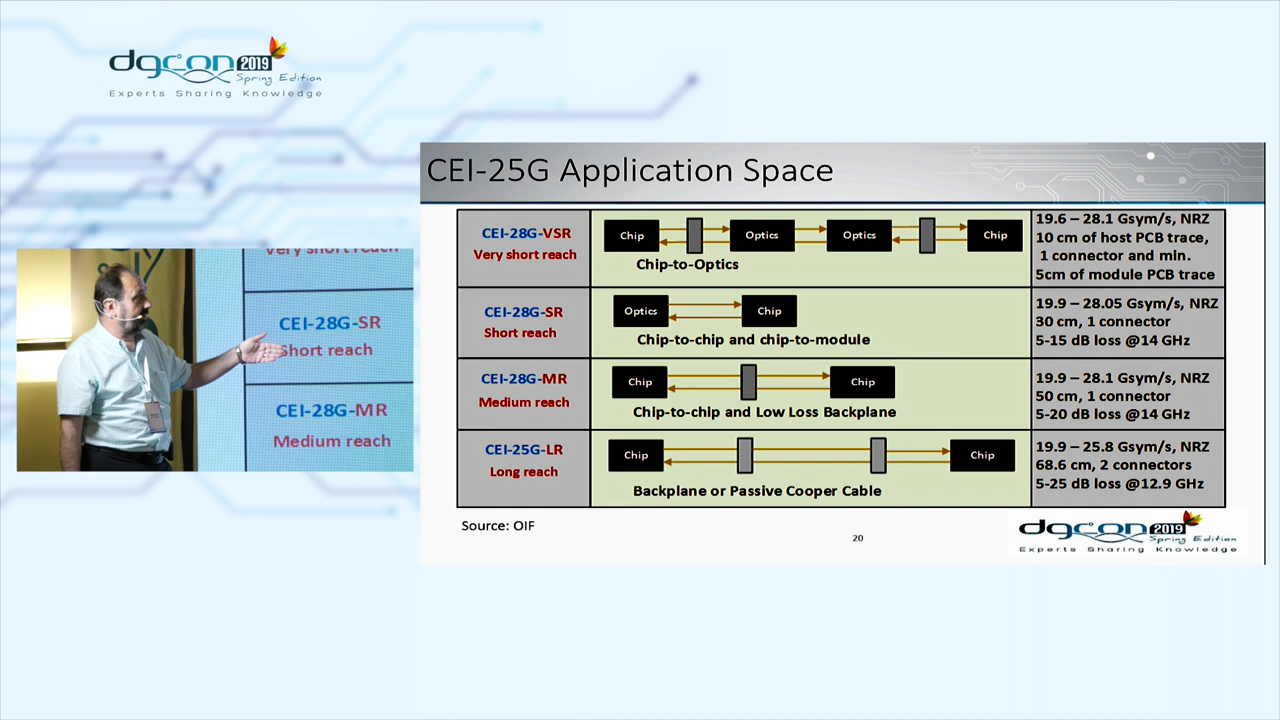 dgcon 2019
Spring Edition
Experts Sharing Knowledge
Very short reach
CEI-28G-SR
Short reach
CEI-28G-MR
Medium reach
CEI-25G Application Space
CEI-28G-VSR
Very short reach
Chip
Optics
Optics
Chip
Chip-to-Optics
19.6 – 28.1 Gsym/s, NRZ
10 cm of host PCB trace,
1 connector and mln.
5cm of module PCB trace
CEI-28G-SR
Short reach
Optics
Chip
Chip-to-chip and chip-to-module
19.9 – 28.05 Gsym/s, NRZ
30 cm, 1 connector
5-15 dB loss @14 GHz
CEI-28G-MR
Medium reach
Chip
Chip
Chip-to-chip and Low Loss Backplane
19.9 – 28.1 Gsym/s, NRZ
50 cm, 1 connector
5-20 dB loss @14 GHz
CEI-25G-LR
Long reach
Chip
Chip
Backplane or Passive Cooper Cable
19.9 – 25.8 Gsym/s, NRZ
68.6 cm, 2 connectors
5-25 dB loss @12.9 GHz
Source: OIF
20
dgcon 2019
Spring Edition
Experts Sharing Knowledge